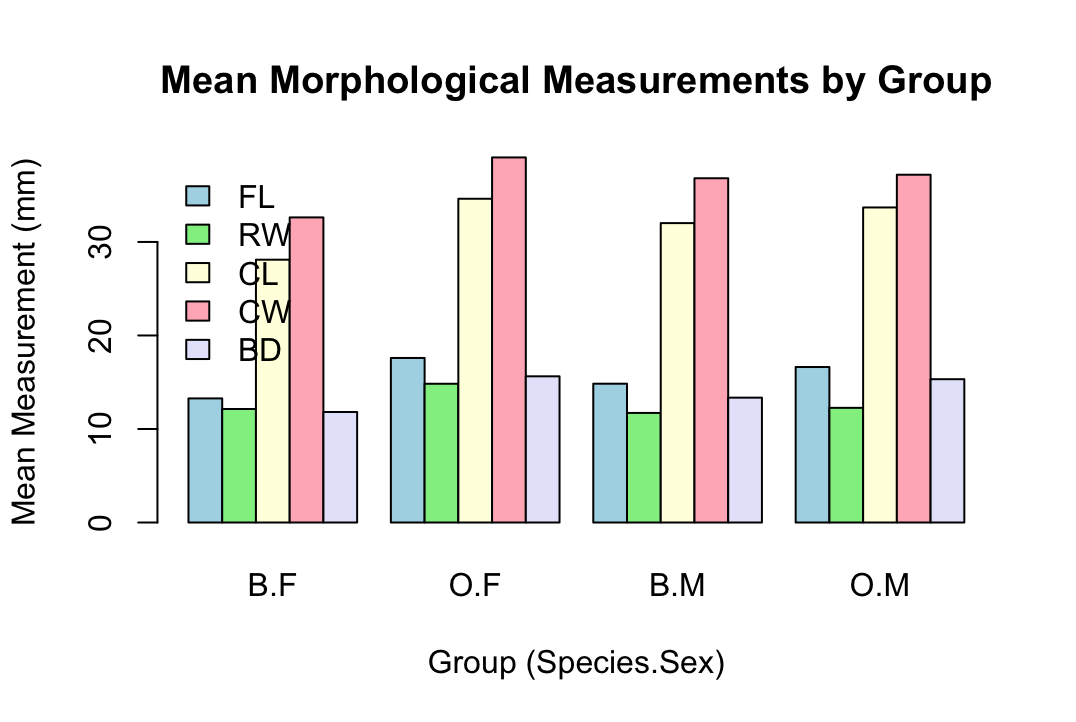 Mean Morphological Measurements by Group
Mean Measurement (mm)
30
20
10
0
FL
RW
CL
CW
BD
B.F
O.F
B.M
O.M
Group (Species.Sex)